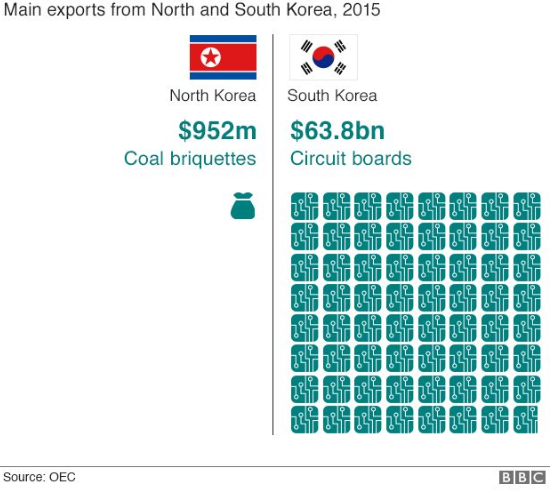 Main exports from North and South Korea, 2015
North Korea
$952m
Coal briquettes
South Korea
$63.8bn
Circuit boards
Source: OEC
BBC